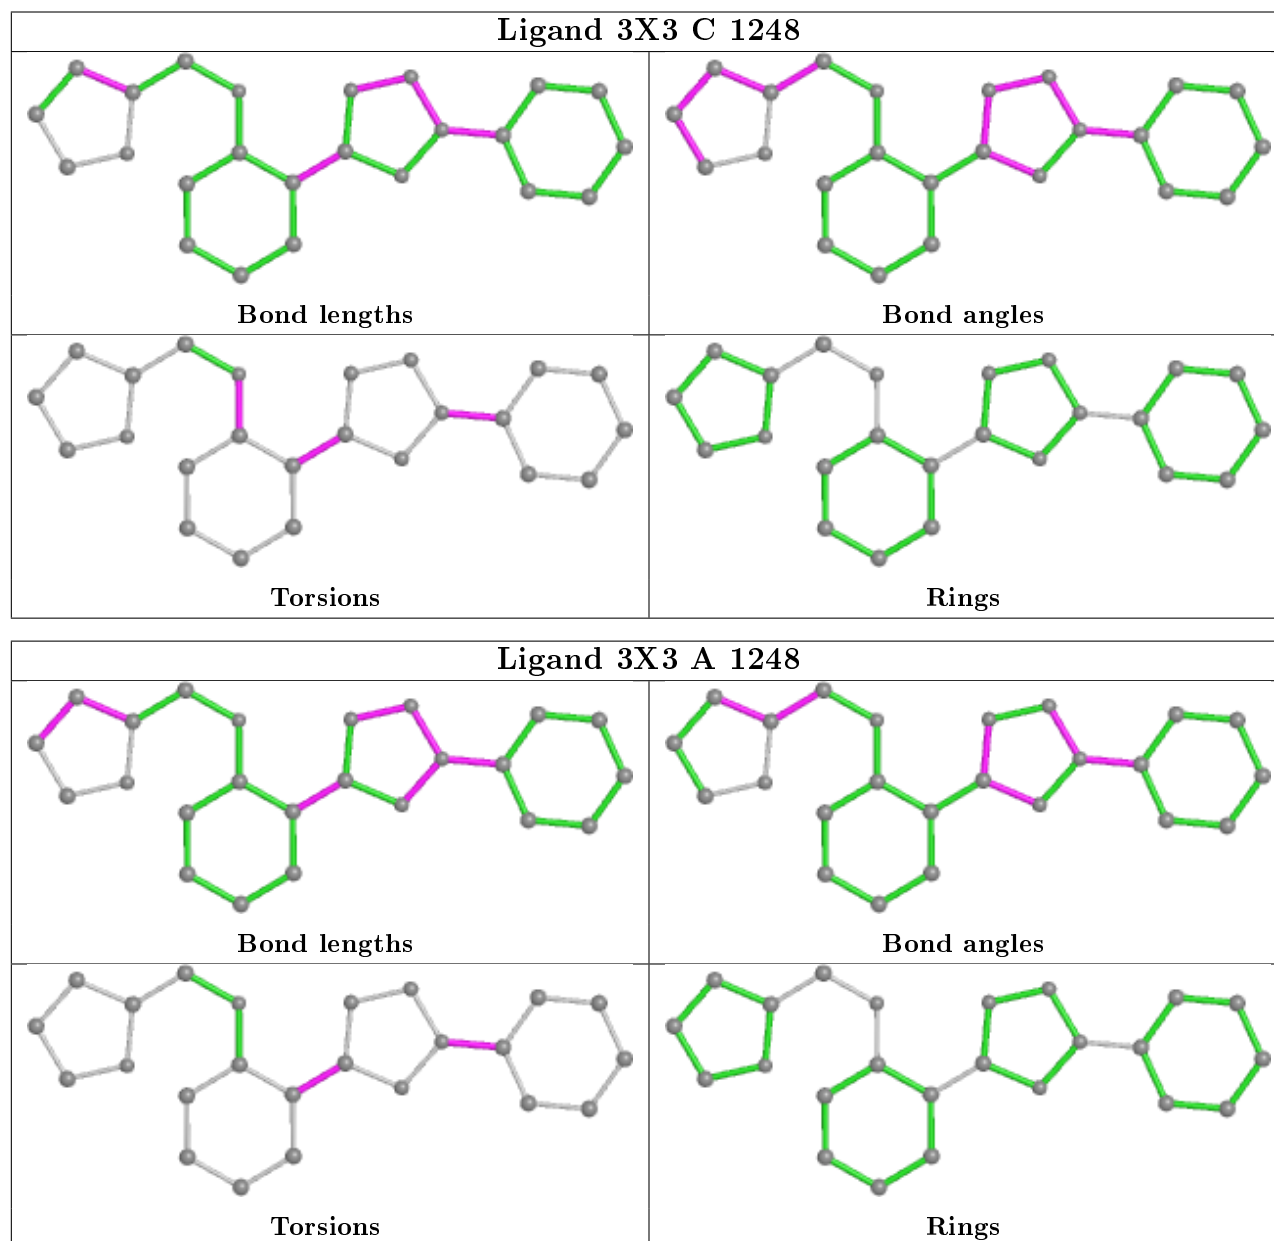 Ligand 3X3 C 1248
Bond lengths
Bond angles
Torsions
Rings
Ligand 3X3 A 1248
Bond lengths
Bond angles
Torsions
Rings